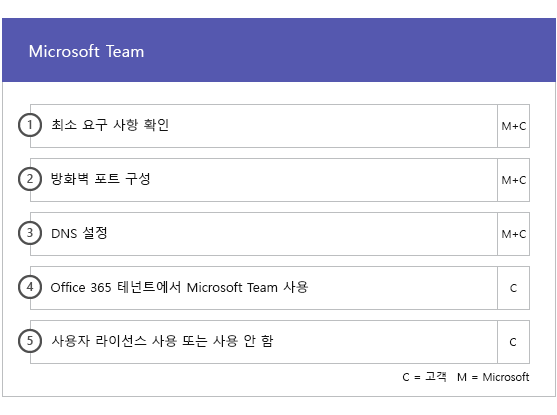 Microsoft Team
1 최소 요구 사항 확인 M+C
2 방화벽 포트 구성 M+C
3 DNS 설정 M+C
4 Office 365 테넌트에서 Microsoft Team 사용 C
5 사용자 라이선스 사용 또는 사용 안 함 C
C = 고객 M = Microsoft